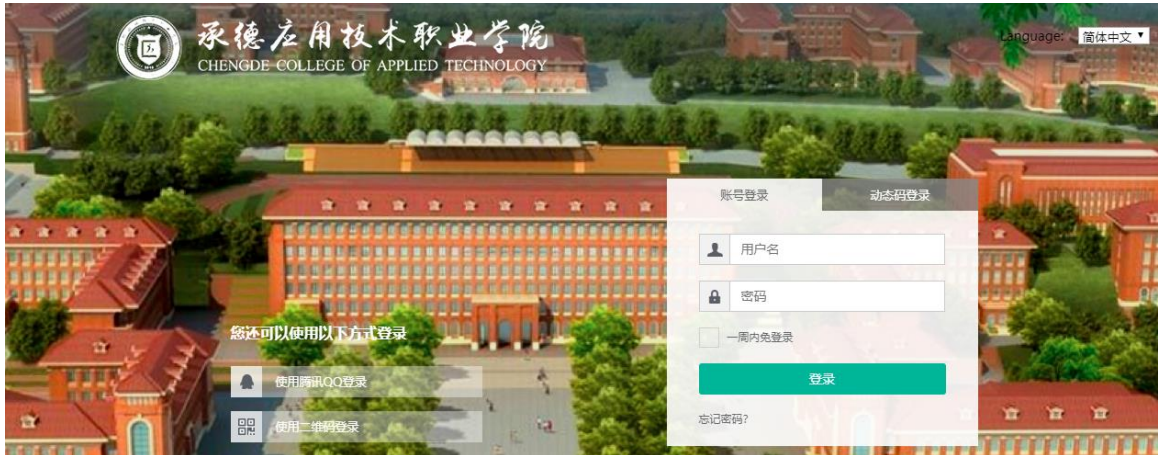 承德应用技术职业学院
CHENGDE COLLEGE OF APPLIED TECHNOLOGY
Language: 简体中文
账号登录 动态码登录
用户名
密码
一周内免登录
登录
忘记密码?
您还可以使用以下方式登录
使用腾讯QQ登录
使用二维码登录